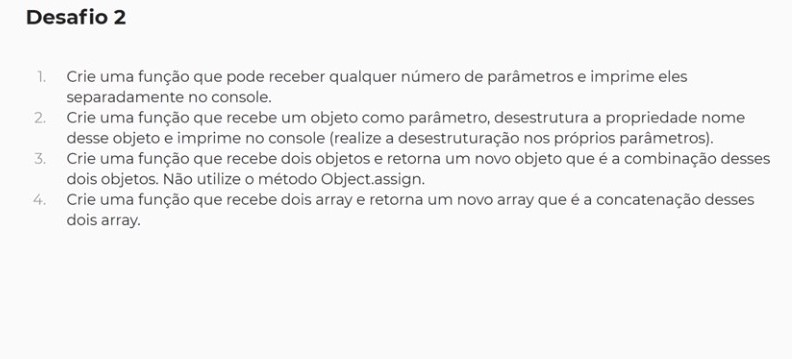 Desafio 2
1. Crie uma função que pode receber qualquer número de parâmetros e imprime eles
separadamente no console.
2. Crie uma função que recebe um objeto como parâmetro, desestrutura a propriedade nome
desse objeto e imprime no console (realize a desestruturação nos próprios parâmetros).
3. Crie uma função que recebe dois objetos e retorna um novo objeto que é a combinação desses
dois objetos. Não utilize o método Object.assign.
4. Crie uma função que recebe dois array e retorna um novo array que é a concatenação desses
dois array.